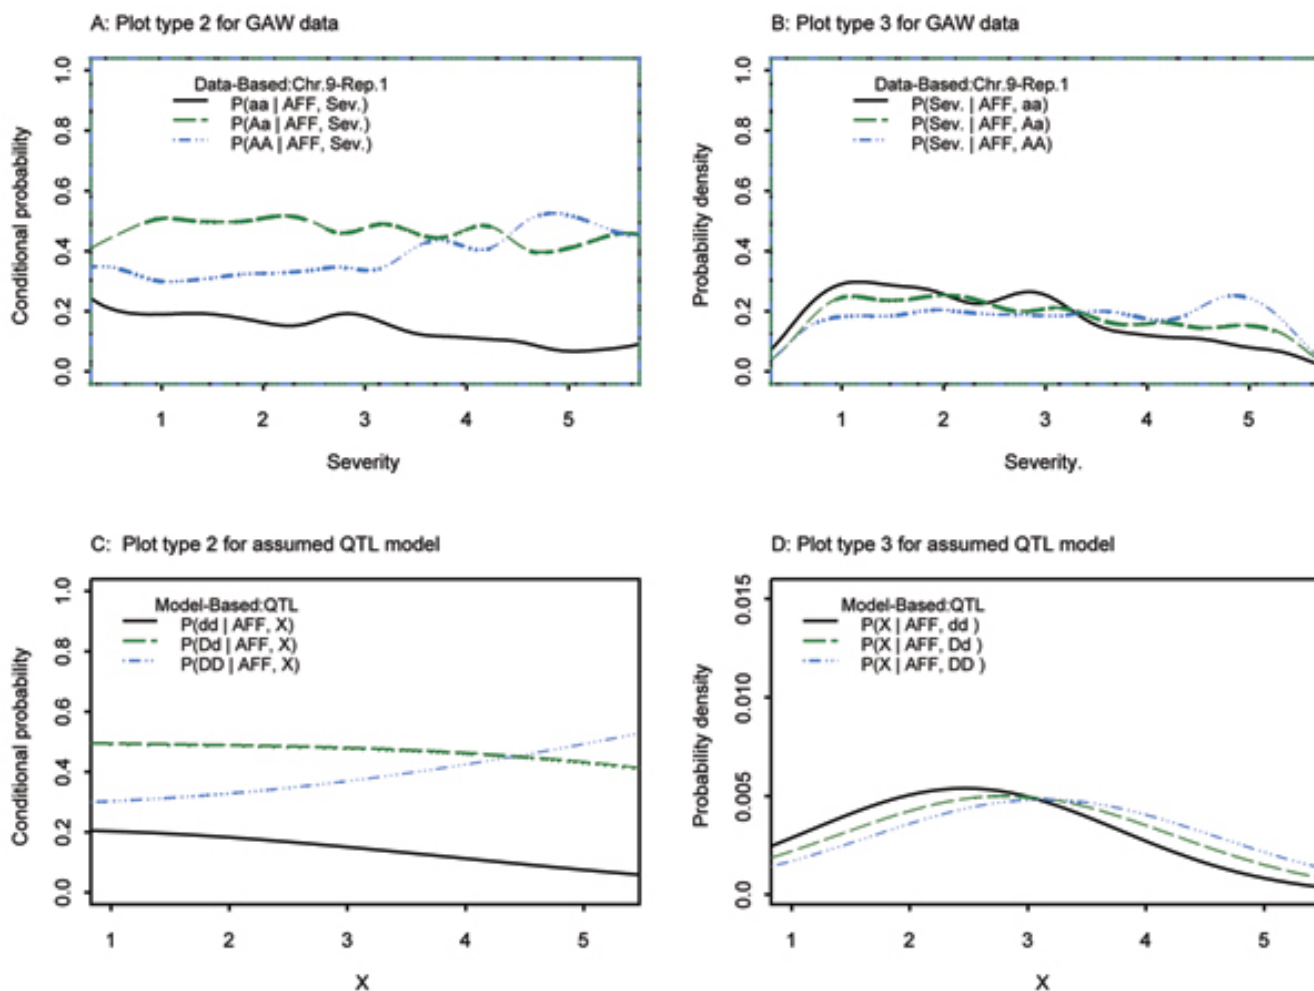 A: Plot type 2 for GAW data
Data-Based:Chr.9-Rep.1
P(aa | AFF, Sev.)
P(Aa | AFF, Sev.)
P(AA | AFF, Sev.)
Conditional probability
0.0 0.2 0.4 0.6 0.8 1.0
1 2 3 4 5
Severity
B: Plot type 3 for GAW data
Data-Based:Chr.9-Rep.1
P(Sev. | AFF, aa)
P(Sev. | AFF, Aa)
P(Sev. | AFF, AA)
Probability density
0.0 0.2 0.4 0.6 0.8 1.0
1 2 3 4 5
Severity.
C: Plot type 2 for assumed QTL model
Model-Based:QTL
P(dd | AFF, X)
P(Dd | AFF, X)
P(DD | AFF, X)
Conditional probability
0.0 0.2 0.4 0.6 0.8 1.0
1 2 3 4 5
X
D: Plot type 3 for assumed QTL model
Model-Based:QTL
P(X | AFF, dd )
P(X | AFF, Dd )
P(X | AFF, DD )
Probability density
0.0 0.005 0.010 0.015
1 2 3 4 5
X